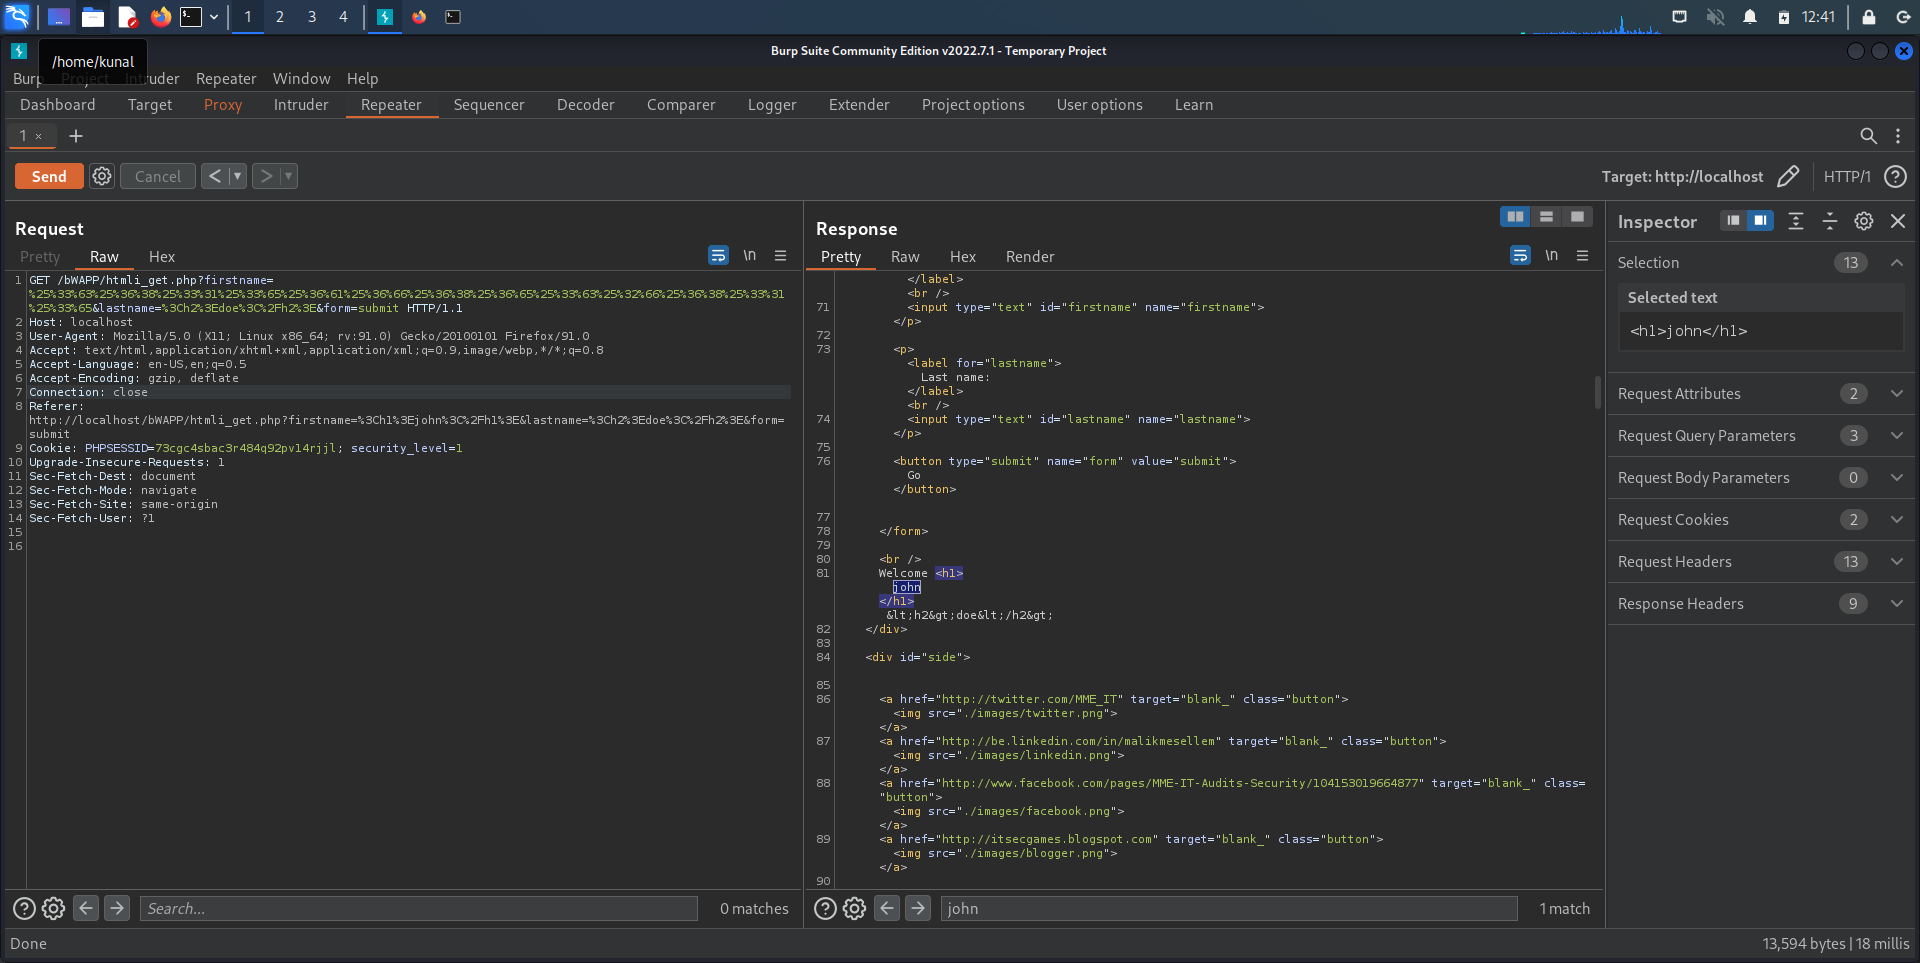 1
2
3
4
12:41
Burp Suite Community Edition v2022.7.1 - Temporary Project
/home/kunal
Burp Project Intruder Repeater Window Help
Dashboard Target Proxy Intruder Repeater Sequencer Decoder Comparer Logger Extender Project options User options Learn
1 × +
Send Cancel < >
Target: http://localhost HTTP/1 ?
Request
Pretty Raw Hex \n
1 GET /bWAPP/htmli_get.php?firstname=
%25%33%63%25%36%38%25%33%31%25%33%65%25%36%61%25%36%66%25%36%38%25%36%65%25%33%63%25%32%66%25%36%38%25%33%31
%25%33%65&lastname=%3Ch2%3Edoe%3C%2Fh2%3E&form=submit HTTP/1.1
2 Host: localhost
3 User-Agent: Mozilla/5.0 (X11; Linux x86_64; rv:91.0) Gecko/20100101 Firefox/91.0
4 Accept: text/html,application/xhtml+xml,application/xml;q=0.9,image/webp,*/*;q=0.8
5 Accept-Language: en-US,en;q=0.5
6 Accept-Encoding: gzip, deflate
7 Connection: close
8 Referer:
http://localhost/bWAPP/htmli_get.php?firstname=%3Ch1%3Ejohn%3C%2Fh1%3E&lastname=%3Ch2%3Edoe%3C%2Fh2%3E&form=
submit
9 Cookie: PHPSESSID=73cgc4sbac3r484q92pvl4rjjl; security_level=1
10 Upgrade-Insecure-Requests: 1
11 Sec-Fetch-Dest: document
12 Sec-Fetch-Mode: navigate
13 Sec-Fetch-Site: same-origin
14 Sec-Fetch-User: ?1
15
16
? Search... 0 matches
Response
Pretty Raw Hex Render \n
</label>
<br />
71 <input type="text" id="firstname" name="firstname">
</p>
72
73 <p>
<label for="lastname">
Last name:
</label>
<br />
74 <input type="text" id="lastname" name="lastname">
</p>
75
76 <button type="submit" name="form" value="submit">
Go
</button>
77
78 </form>
79
80 <br />
81 Welcome <h1>
john
</h1>
&lt;h2&gt;doe&lt;/h2&gt;
82 </div>
83
84 <div id="side">
85
86 <a href="http://twitter.com/MME_IT" target="blank_" class="button">
<img src="./images/twitter.png">
</a>
87 <a href="http://be.linkedin.com/in/malikmesellem" target="blank_" class="button">
<img src="./images/linkedin.png">
</a>
88 <a href="http://www.facebook.com/pages/MME-IT-Audits-Security/104153019664877" target="blank_" class=
"button">
<img src="./images/facebook.png">
</a>
89 <a href="http://itsecgames.blogspot.com" target="blank_" class="button">
<img src="./images/blogger.png">
</a>
90
? john 1 match
Inspector
Selection 13
Selected text
<h1>john</h1>
Request Attributes 2
Request Query Parameters 3
Request Body Parameters 0
Request Cookies 2
Request Headers 13
Response Headers 9
Done
13,594 bytes | 18 millis